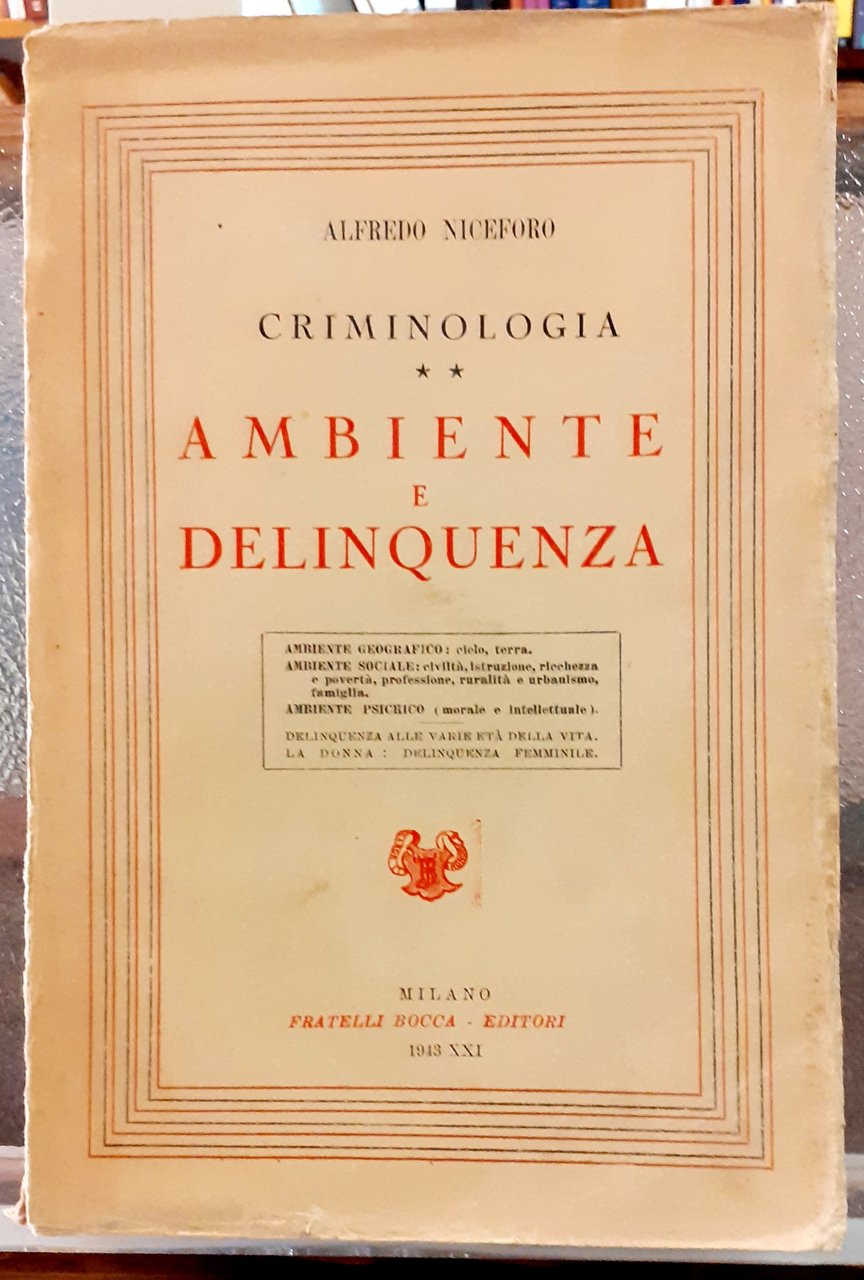 ALFREDO NICEFORO
CRIMINOLOGIA
★ ★
AMBIENTE
E
DELINQUENZA
AMBIENTE GEOGRAFICO: cielo, terra.
AMBIENTE SOCIALE: civiltà, istruzione, ricchezza
e povertà, professione, ruralità e urbanismo,
famiglia.
AMBIENTE PSICHICO (morale e intellettuale).
DELINQUENZA ALLE VARIE ETÀ DELLA VITA.
LA DONNA: DELINQUENZA FEMMINILE.
MILANO
FRATELLI BOCCA - EDITORI
1943 XXI